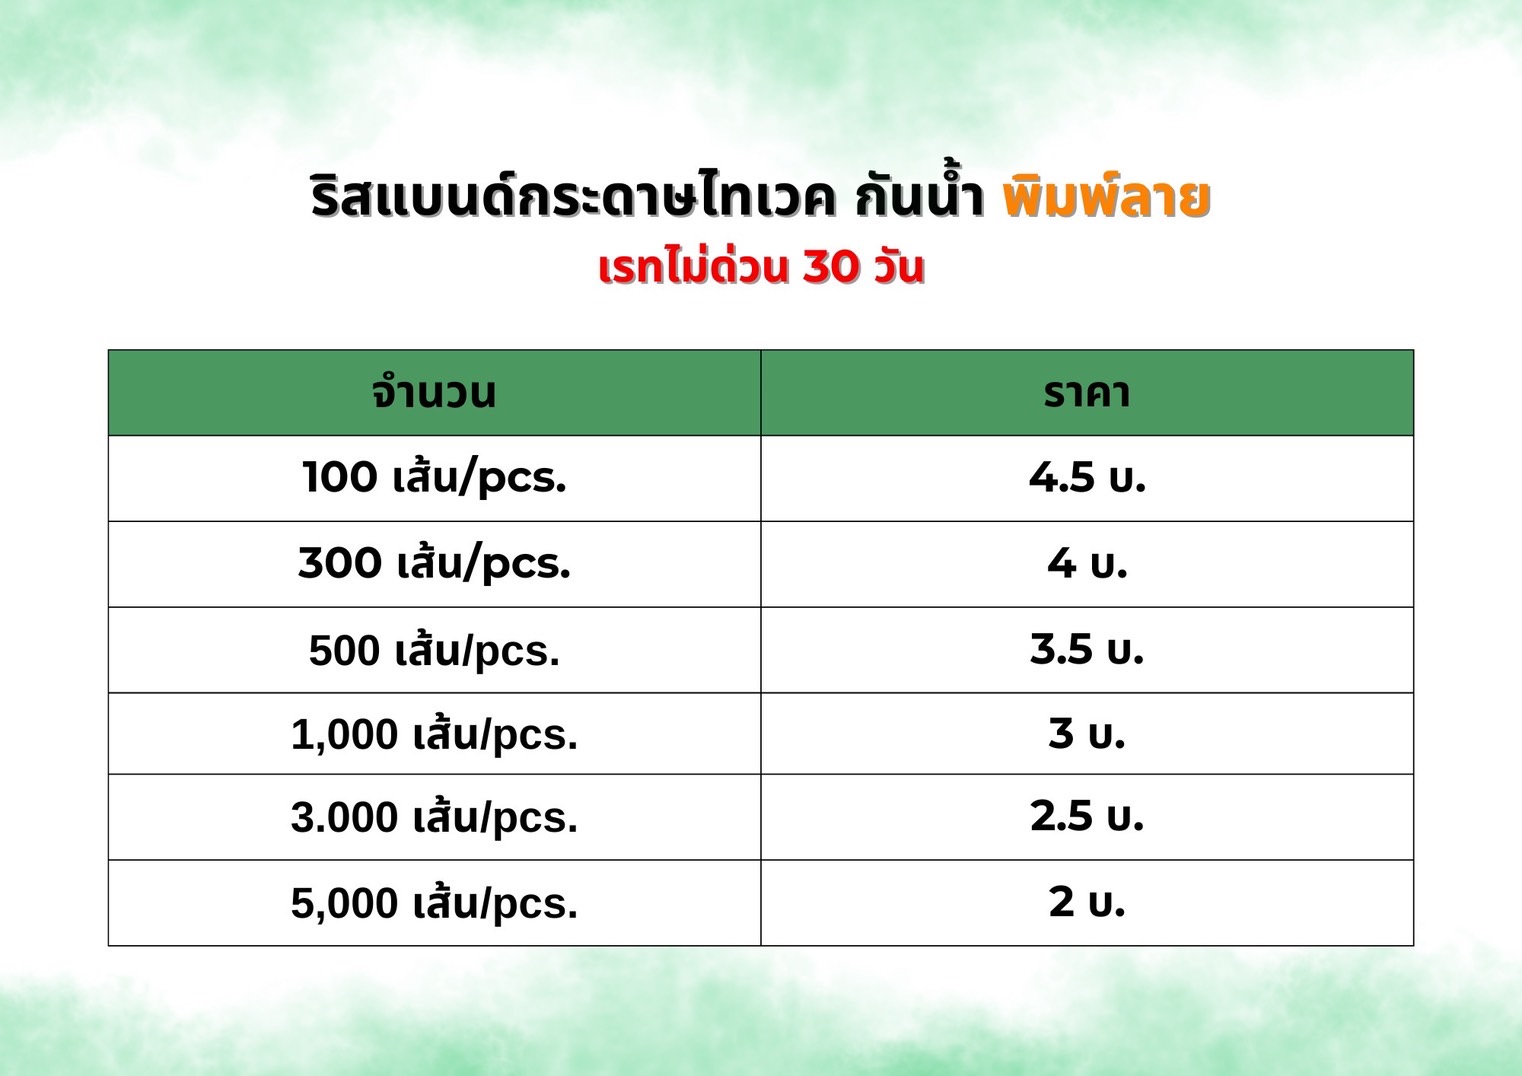 ริสแบนด์กระดาษไทเวค กันน้ำ พิมพ์ลาย
เรทไม่ด่วน 30 วัน
จำนวน ราคา
100 เส้น/pcs. 4.5 บ.
300 เส้น/pcs. 4 บ.
500 เส้น/pcs. 3.5 บ.
1,000 เส้น/pcs. 3 บ.
3.000 เส้น/pcs. 2.5 บ.
5,000 เส้น/pcs. 2 บ.